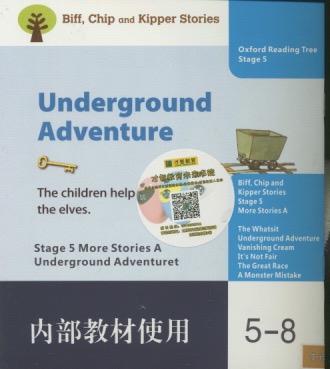 Biff, Chip and Kipper Stories
Oxford Reading Tree
Stage 5
Underground
Adventure
The children help
the elves.
Biff, Chip and
Kipper Stories
Stage 5
More Stories A
The Whatsit
Underground Adventure
Vanishing Cream
It's Not Fair
The Great Race
A Monster Mistake
Stage 5 More Stories A
Underground Adventuret
内部教材使用
5-8